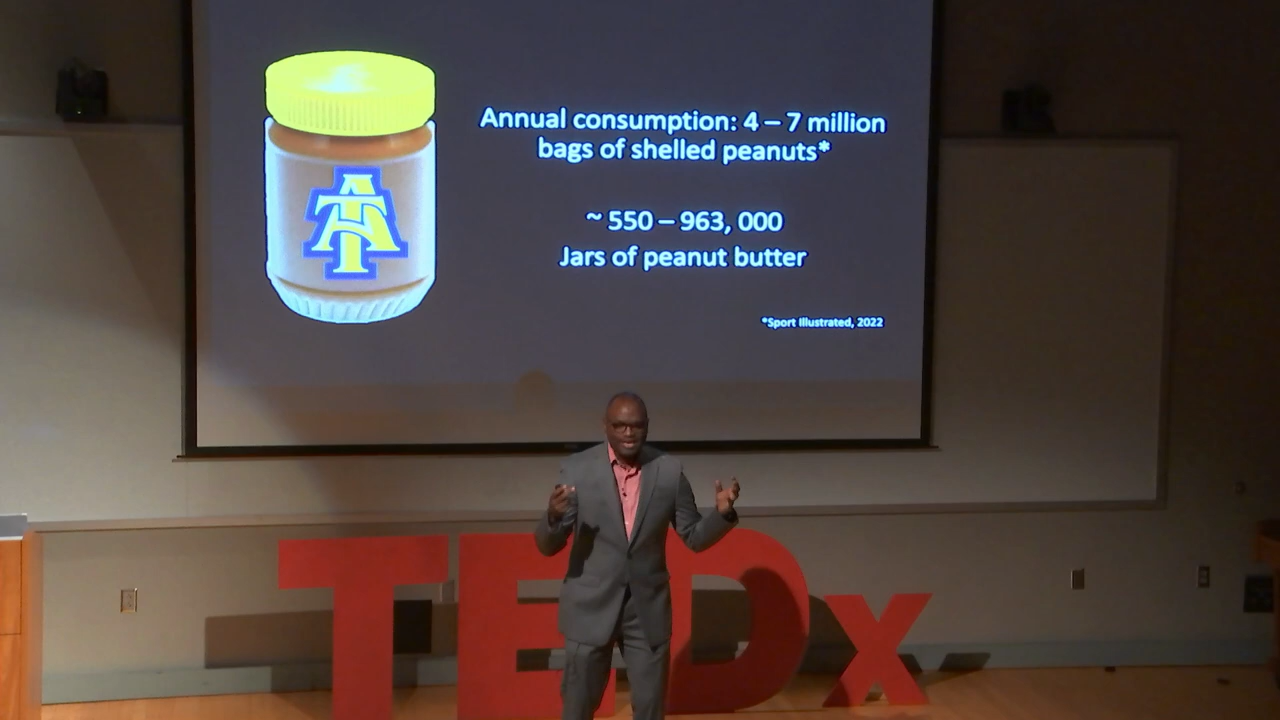 Annual consumption: 4 – 7 million
bags of shelled peanuts*
~ 550 – 963, 000
Jars of peanut butter
*Sport Illustrated, 2022
AT
TEDx